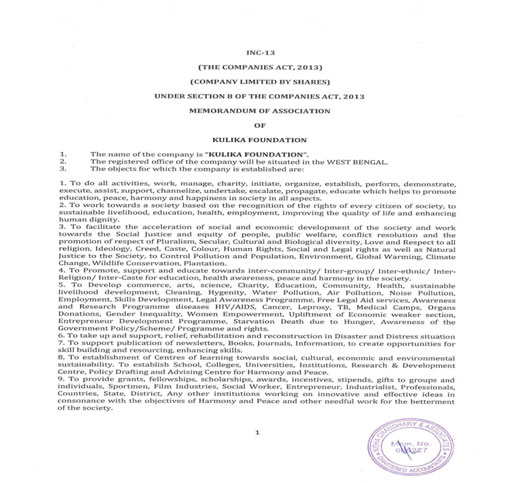 INC-13
(THE COMPANIES ACT, 2013)
(COMPANY LIMITED BY SHARES)
UNDER SECTION 8 OF THE COMPANIES ACT, 2013
MEMORANDUM OF ASSOCIATION
OF
KULIKA FOUNDATION
1. The name of the company is "KULIKA FOUNDATION".
2. The registered office of the company will be situated in the WEST BENGAL.
3. The objects for which the company is established are:
1. To do all activities, work, manage, charity, initiate, organize, establish, perform, demonstrate,
execute, assist, support, channelize, undertake, escalate, propagate, educate which helps to promote
education, peace, harmony and happiness in society in all aspects.
2. To work towards a society based on the recognition of the rights of every citizen of society, to
sustainable livelihood, education, health, employment, improving the quality of life and enhancing
human dignity.
3. To facilitate the acceleration of social and economic development of the society and work
towards the Social Justice and equity of people, public welfare, conflict resolution and the
promotion of respect of Pluralism, Secular, Cultural and Biological diversity, Love and Respect to all
religion, Ideology, Creed, Caste, Colour, Human Rights, Social and Legal rights as well as Natural
Justice to the Society, to Control Pollution and Population, Environment, Global Warming, Climate
Change, Wildlife Conservation, Plantation.
4. To Promote, support and educate towards inter-community/ Inter-group/ Inter-ethnic/ Inter-
Religion/ Inter-Caste for education, health awareness, peace and harmony in the society.
5. To Develop commerce, arts, science, Charity, Education, Community, Health, sustainable
livelihood development, Cleaning, Hygenity, Water Pollution, Air Pollution, Noise Pollution,
Employment, Skills Development, Legal Awareness Programme, Free Legal Aid services, Awareness
and Research Programme diseases HIV/AIDS, Cancer, Leprosy, TB, Medical Camps, Organs
Donations, Gender Inequality, Women Empowerment, Upliftment of Economic weaker section,
Entrepreneur Development Programme, Starvation Death due to Hunger, Awareness of the
Government Policy/Scheme/ Programme and rights.
6. To take up and support, relief, rehabilitation and reconstruction in Disaster and Distress situation
7. To support publication of newsletters, Books, Journals, Information, to create opportunities for
skill building and resourcing, enhancing skills.
8. To establishment of Centres of learning towards social, cultural, economic and environmental
sustainability. To establish School, Colleges, Universities, Institutions, Research & Development
Centre, Policy Drafting and Advising Centre for Harmony and Peace.
9. To provide grants, fellowships, scholarships, awards, incentives, stipends, gifts to groups and
individuals, Sportmen, Film Industries, Social Worker, Entrepreneur, Industrialist, Professionals,
Countries, State, District, Any other institutions working on innovative and effective ideas in
consonance with the objectives of Harmony and Peace and other needful work for the betterment
of the society.
1
CHAUDHARY & ASSOCIATES
Mem. No.
CHARTERED ACCOUNTANTS